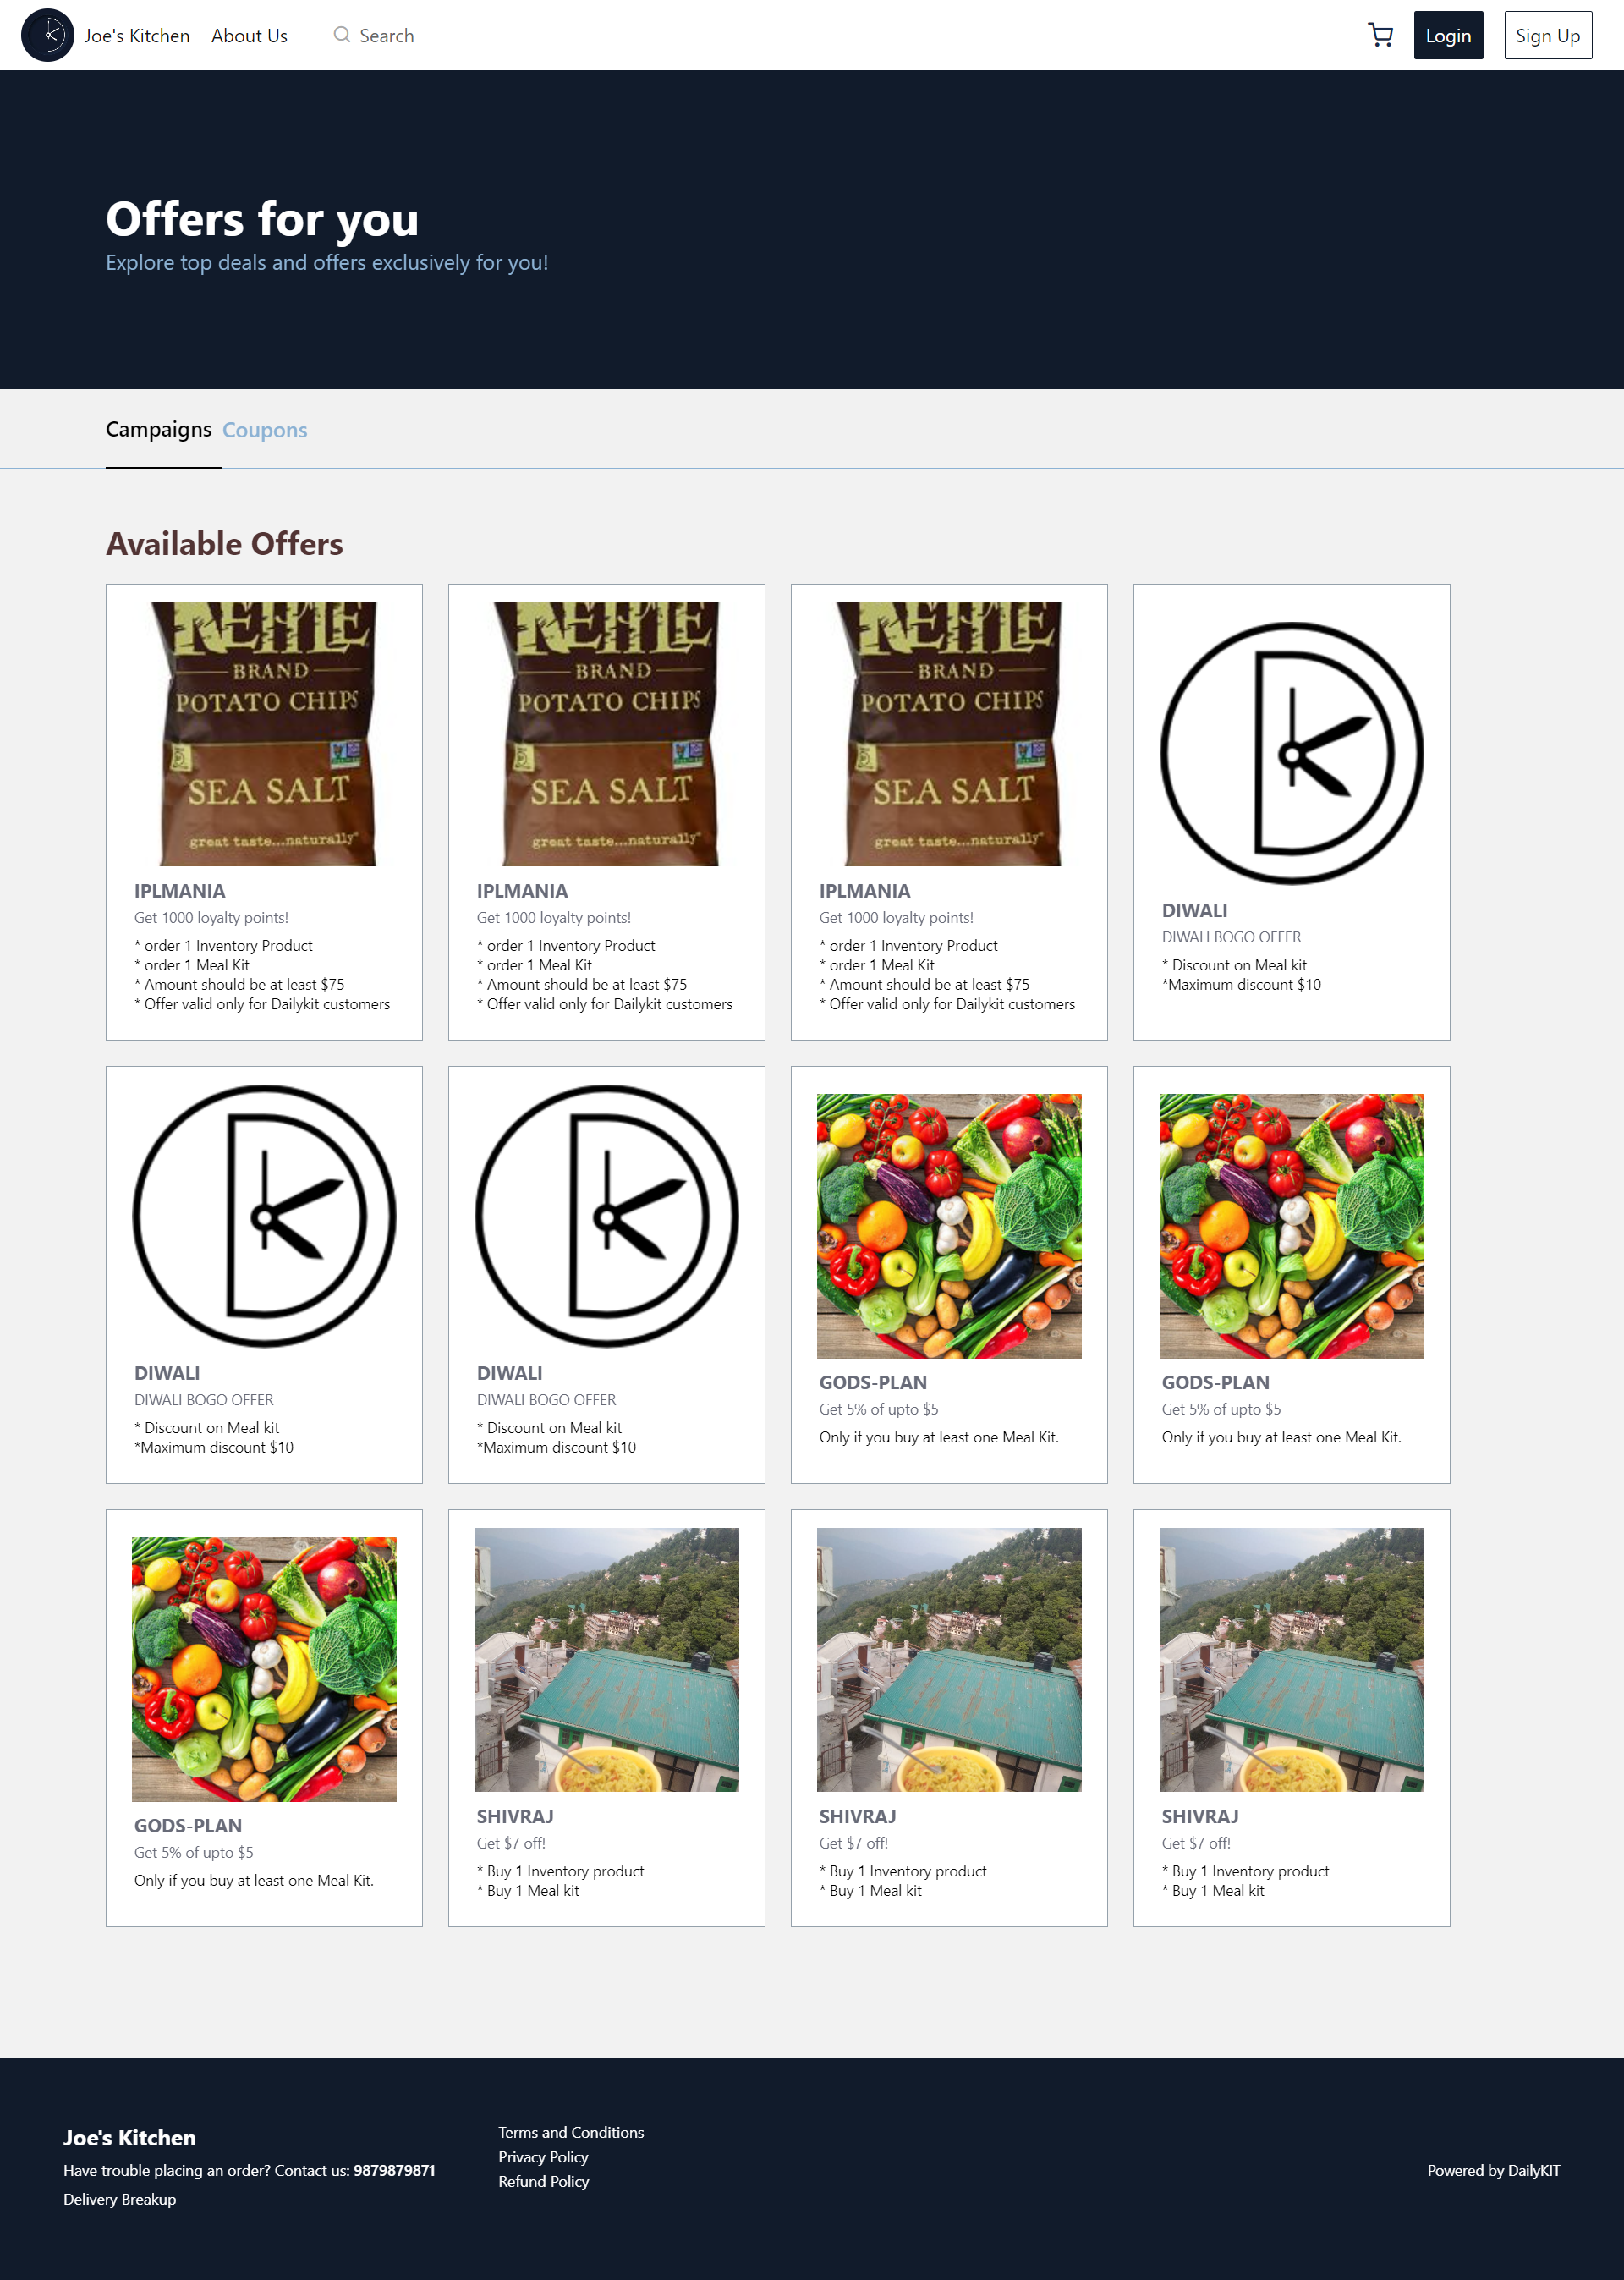 Joe's Kitchen About Us Search Login Sign Up
Offers for you
Explore top deals and offers exclusively for you!
Campaigns Coupons
Available Offers
KETTLE
BRAND
POTATO CHIPS
SEA SALT
great taste...naturally
IPLMANIA
Get 1000 loyalty points!
* order 1 Inventory Product
* order 1 Meal Kit
* Amount should be at least $75
* Offer valid only for Dailykit customers
KETTLE
BRAND
POTATO CHIPS
SEA SALT
great taste...naturally
IPLMANIA
Get 1000 loyalty points!
* order 1 Inventory Product
* order 1 Meal Kit
* Amount should be at least $75
* Offer valid only for Dailykit customers
KETTLE
BRAND
POTATO CHIPS
SEA SALT
great taste...naturally
IPLMANIA
Get 1000 loyalty points!
* order 1 Inventory Product
* order 1 Meal Kit
* Amount should be at least $75
* Offer valid only for Dailykit customers
DIWALI
DIWALI BOGO OFFER
* Discount on Meal kit
*Maximum discount $10
DIWALI
DIWALI BOGO OFFER
* Discount on Meal kit
*Maximum discount $10
DIWALI
DIWALI BOGO OFFER
* Discount on Meal kit
*Maximum discount $10
GODS-PLAN
Get 5% of upto $5
Only if you buy at least one Meal Kit.
GODS-PLAN
Get 5% of upto $5
Only if you buy at least one Meal Kit.
GODS-PLAN
Get 5% of upto $5
Only if you buy at least one Meal Kit.
SHIVRAJ
Get $7 off!
* Buy 1 Inventory product
* Buy 1 Meal kit
SHIVRAJ
Get $7 off!
* Buy 1 Inventory product
* Buy 1 Meal kit
SHIVRAJ
Get $7 off!
* Buy 1 Inventory product
* Buy 1 Meal kit
Joe's Kitchen
Have trouble placing an order? Contact us: 9879879871
Delivery Breakup
Terms and Conditions
Privacy Policy
Refund Policy
Powered by DailyKIT